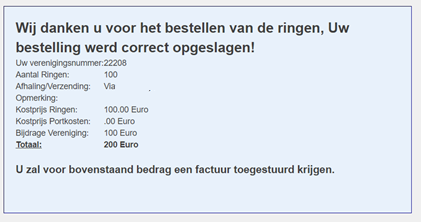 Wij danken u voor het bestellen van de ringen, Uw
bestelling werd correct opgeslagen!
Uw verenigingsnummer:22208
Aantal Ringen: 100
Afhaling/Verzending: Via .
Opmerking:
Kostprijs Ringen: 100.00 Euro
Kostprijs Portkosten: .00 Euro
Bijdrage Vereniging: 100 Euro
Totaal: 200 Euro
U zal voor bovenstaand bedrag een factuur toegestuurd krijgen.